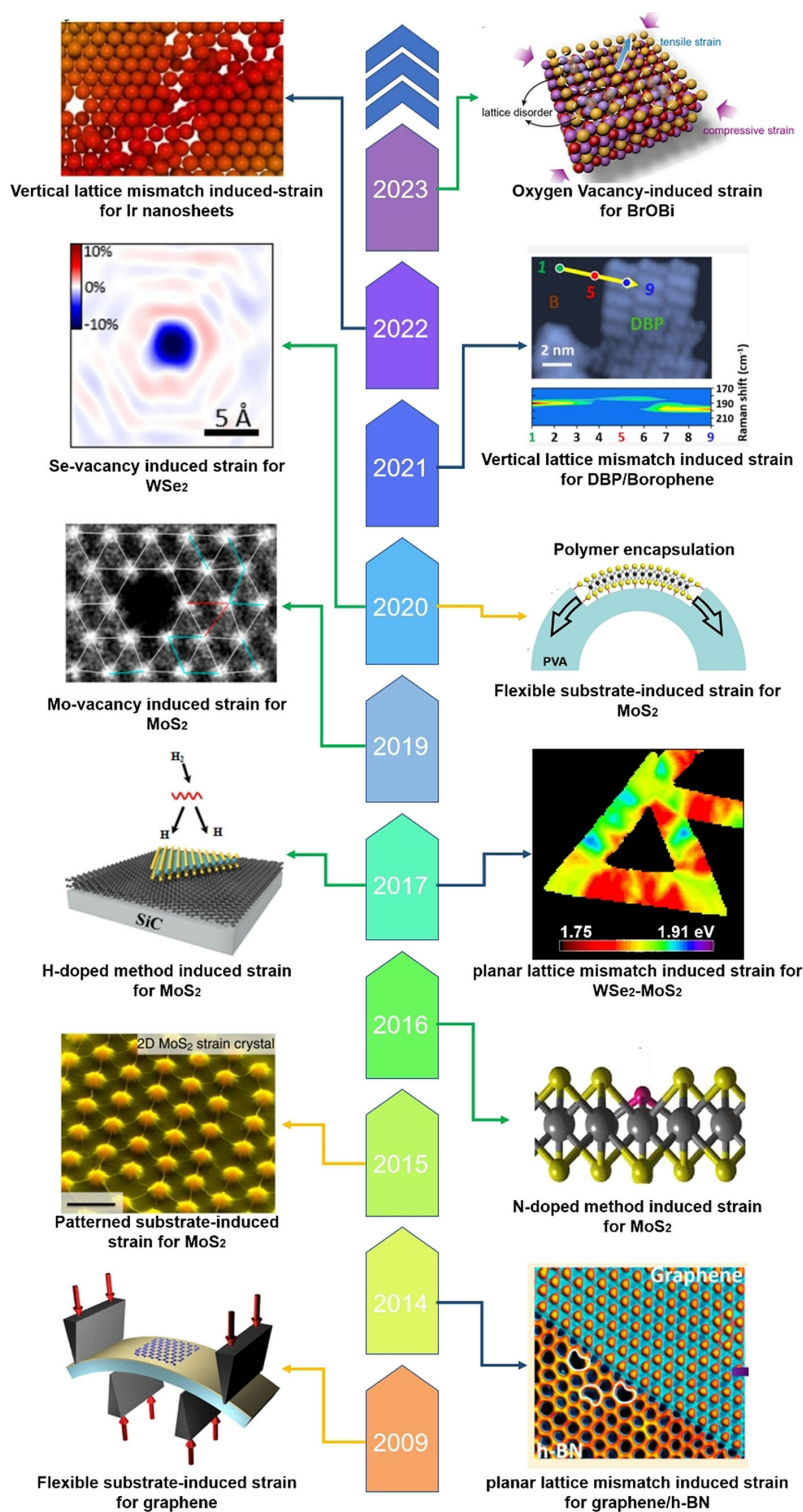 2023
tensile strain
lattice disorder
compressive strain
Vertical lattice mismatch induced-strain
for Ir nanosheets
Oxygen Vacancy-induced strain
for BrOBi
10%
0%
-10%
5 Å
Se-vacancy induced strain for
WSe₂
2022
1
5
9
B
DBP
2 nm
170
190
210
Raman shift (cm⁻¹)
1 2 3 4 5 6 7 8 9
Vertical lattice mismatch induced strain
for DBP/Borophene
2021
Mo-vacancy induced strain for
MoS₂
2020
Polymer encapsulation
PVA
Flexible substrate-induced strain for
MoS₂
2019
H₂
H H
SiC
H-doped method induced strain
for MoS₂
2017
1.75 1.91 eV
planar lattice mismatch induced strain for
WSe₂-MoS₂
2016
2D MoS₂ strain crystal
Patterned substrate-induced
strain for MoS₂
2015
N-doped method induced strain
for MoS₂
2014
Graphene
h-BN
Flexible substrate-induced strain
for graphene
2009
planar lattice mismatch induced strain
for graphene/h-BN